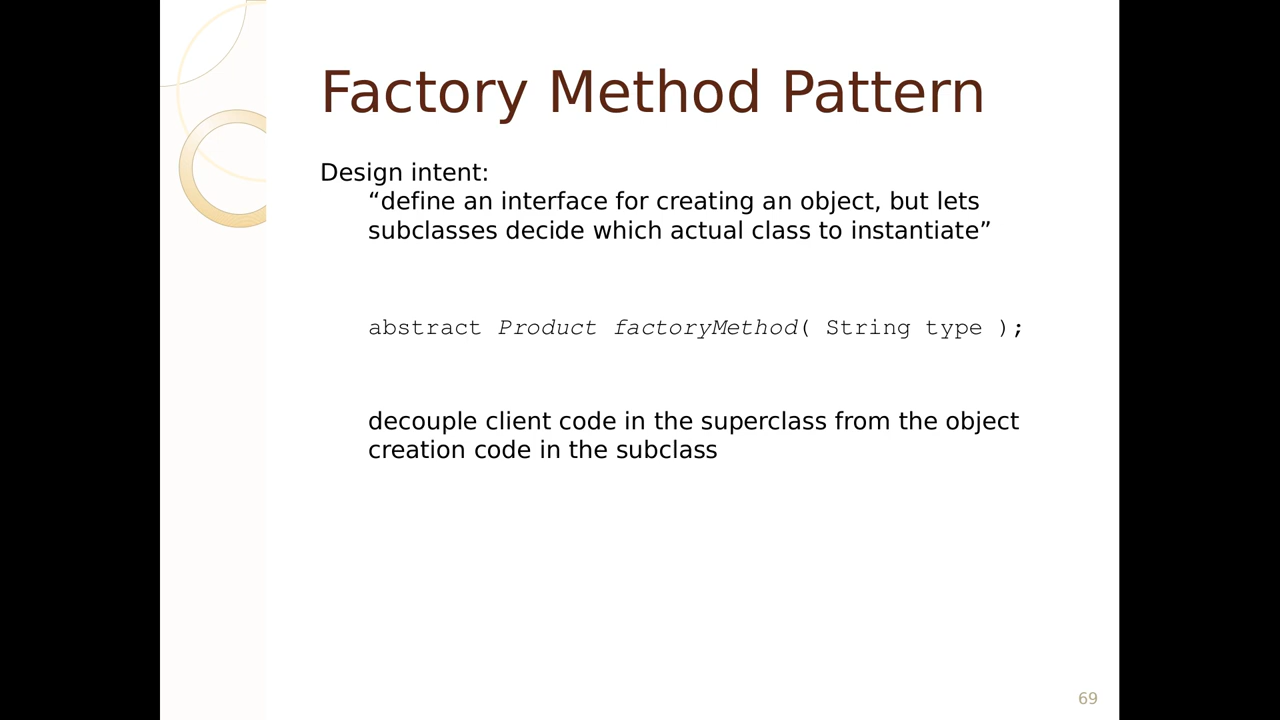 Factory Method Pattern
Design intent:
“define an interface for creating an object, but lets
subclasses decide which actual class to instantiate”
abstract Product factoryMethod( String type );
decouple client code in the superclass from the object
creation code in the subclass
69